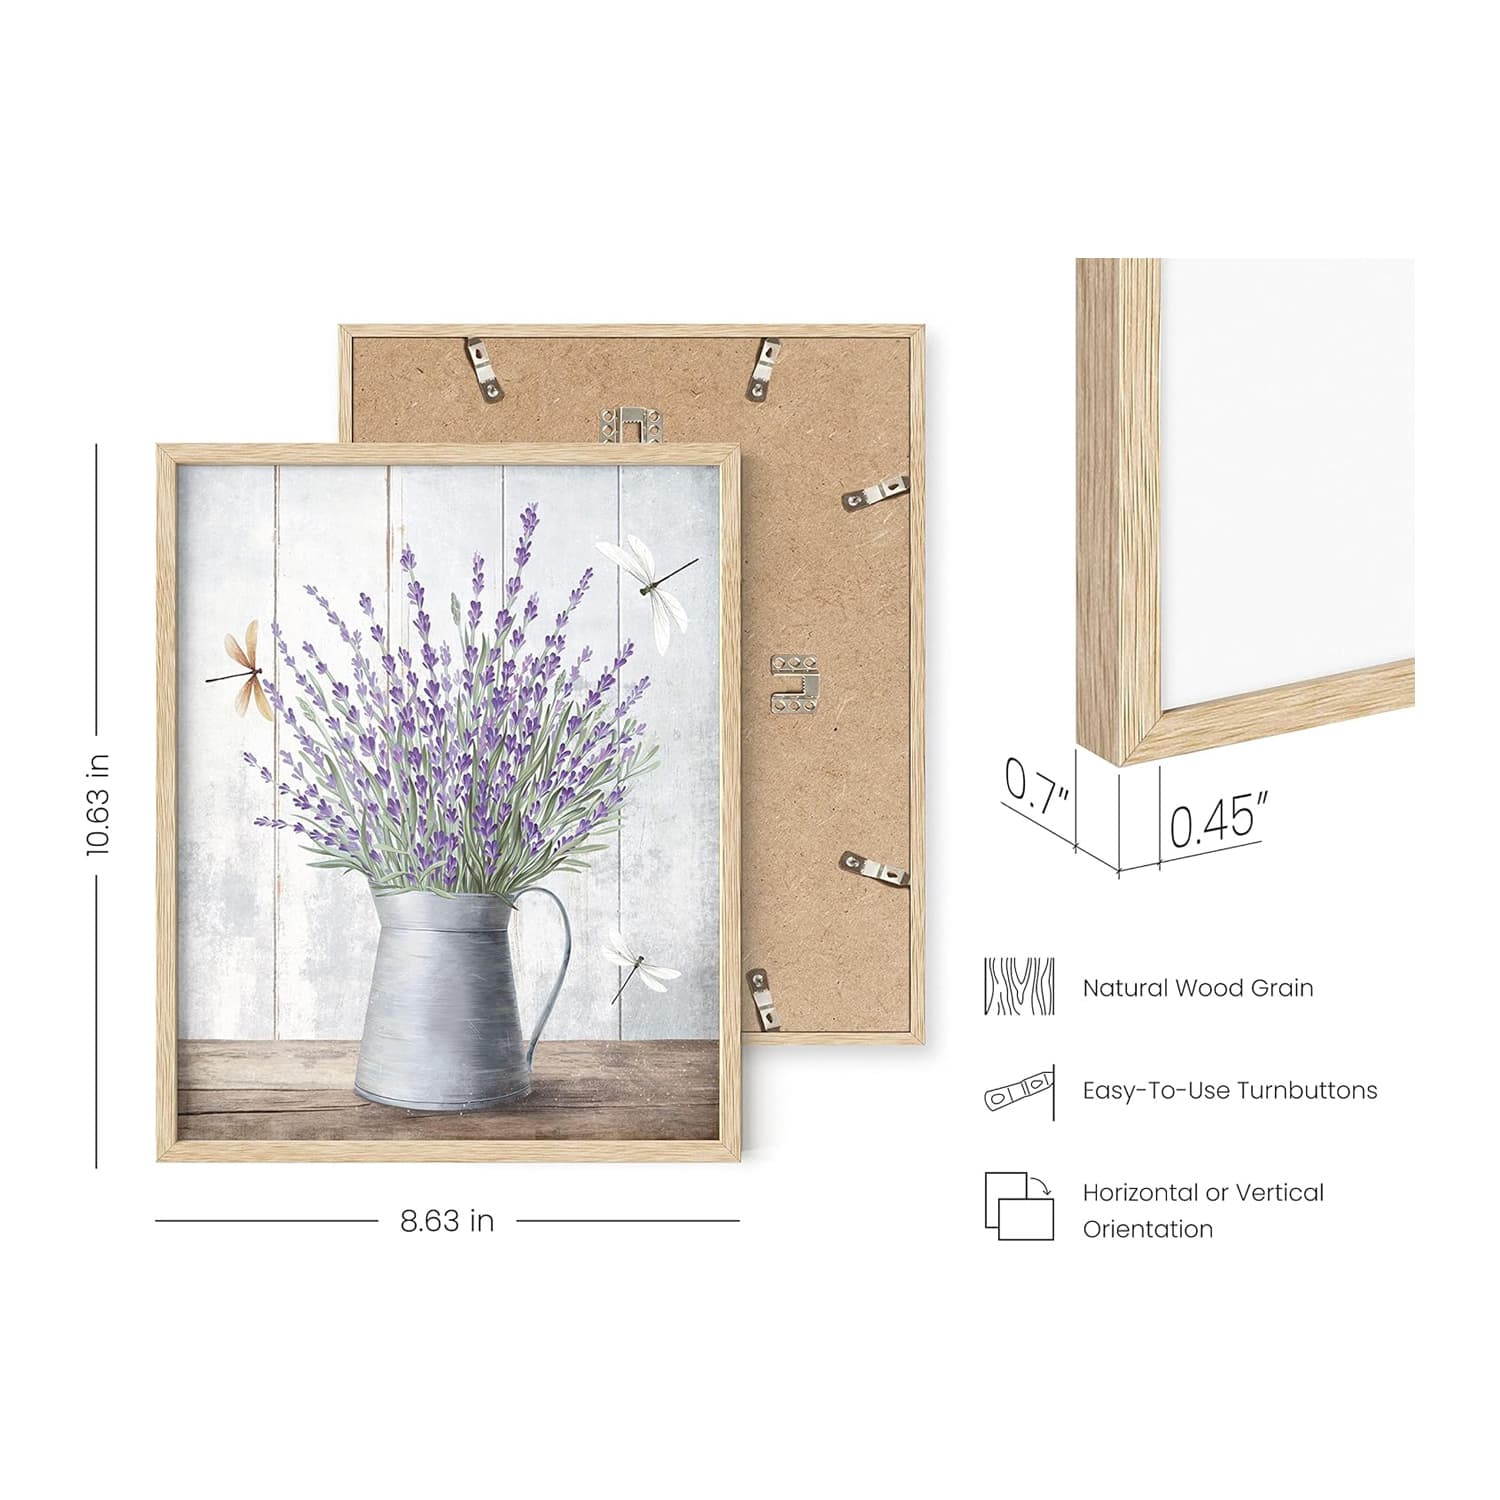 10.63 in
8.63 in
0.7"
0.45"
Natural Wood Grain
Easy-To-Use Turnbuttons
Horizontal or Vertical
Orientation